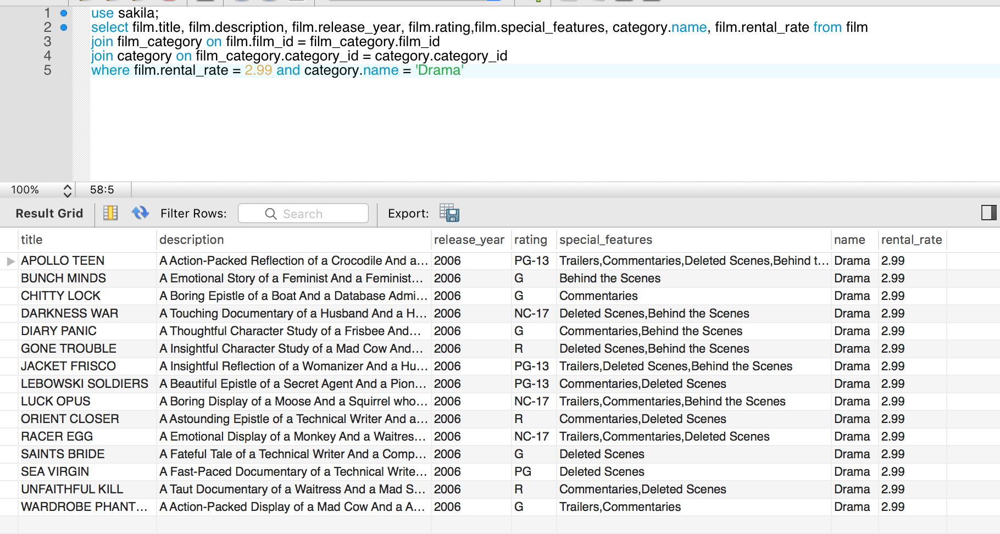 1 use sakila;
2 select film.title, film.description, film.release_year, film.rating,film.special_features, category.name, film.rental_rate from film
3 join film_category on film.film_id = film_category.film_id
4 join category on film_category.category_id = category.category_id
5 where film.rental_rate = 2.99 and category.name = 'Drama'
100% 58:5
Result Grid Filter Rows: Search Export:
title description release_year rating special_features name rental_rate
APOLLO TEEN A Action-Packed Reflection of a Crocodile And a... 2006 PG-13 Trailers,Commentaries,Deleted Scenes,Behind t... Drama 2.99
BUNCH MINDS A Emotional Story of a Feminist And a Feminist... 2006 G Behind the Scenes Drama 2.99
CHITTY LOCK A Boring Epistle of a Boat And a Database Admi... 2006 G Commentaries Drama 2.99
DARKNESS WAR A Touching Documentary of a Husband And a H... 2006 NC-17 Deleted Scenes,Behind the Scenes Drama 2.99
DIARY PANIC A Thoughtful Character Study of a Frisbee And... 2006 G Commentaries,Behind the Scenes Drama 2.99
GONE TROUBLE A Insightful Character Study of a Mad Cow And... 2006 R Deleted Scenes,Behind the Scenes Drama 2.99
JACKET FRISCO A Insightful Reflection of a Womanizer And a Hu... 2006 PG-13 Trailers,Deleted Scenes,Behind the Scenes Drama 2.99
LEBOWSKI SOLDIERS A Beautiful Epistle of a Secret Agent And a Pion... 2006 PG-13 Commentaries,Deleted Scenes Drama 2.99
LUCK OPUS A Boring Display of a Moose And a Squirrel who... 2006 NC-17 Trailers,Commentaries,Behind the Scenes Drama 2.99
ORIENT CLOSER A Astounding Epistle of a Technical Writer And a... 2006 R Commentaries,Deleted Scenes Drama 2.99
RACER EGG A Emotional Display of a Monkey And a Waitres... 2006 NC-17 Trailers,Commentaries,Deleted Scenes Drama 2.99
SAINTS BRIDE A Fateful Tale of a Technical Writer And a Comp... 2006 G Deleted Scenes Drama 2.99
SEA VIRGIN A Fast-Paced Documentary of a Technical Write... 2006 PG Deleted Scenes Drama 2.99
UNFAITHFUL KILL A Taut Documentary of a Waitress And a Mad S... 2006 R Commentaries,Deleted Scenes Drama 2.99
WARDROBE PHANT... A Action-Packed Display of a Mad Cow And a A... 2006 G Trailers,Commentaries Drama 2.99